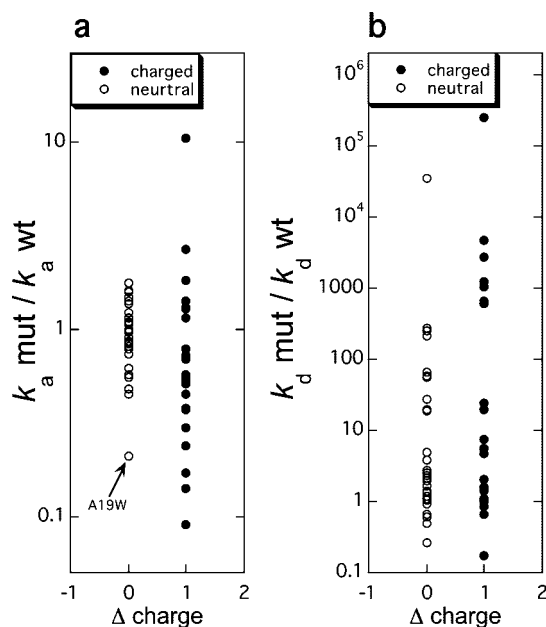 a
charged
neurtral
10
1
0.1
k_a mut / k_a wt
A19W
-1 0 1 2
Δ charge
b
charged
neutral
10^6
10^5
10^4
1000
100
10
1
0.1
k_d mut / k_d wt
-1 0 1 2
Δ charge